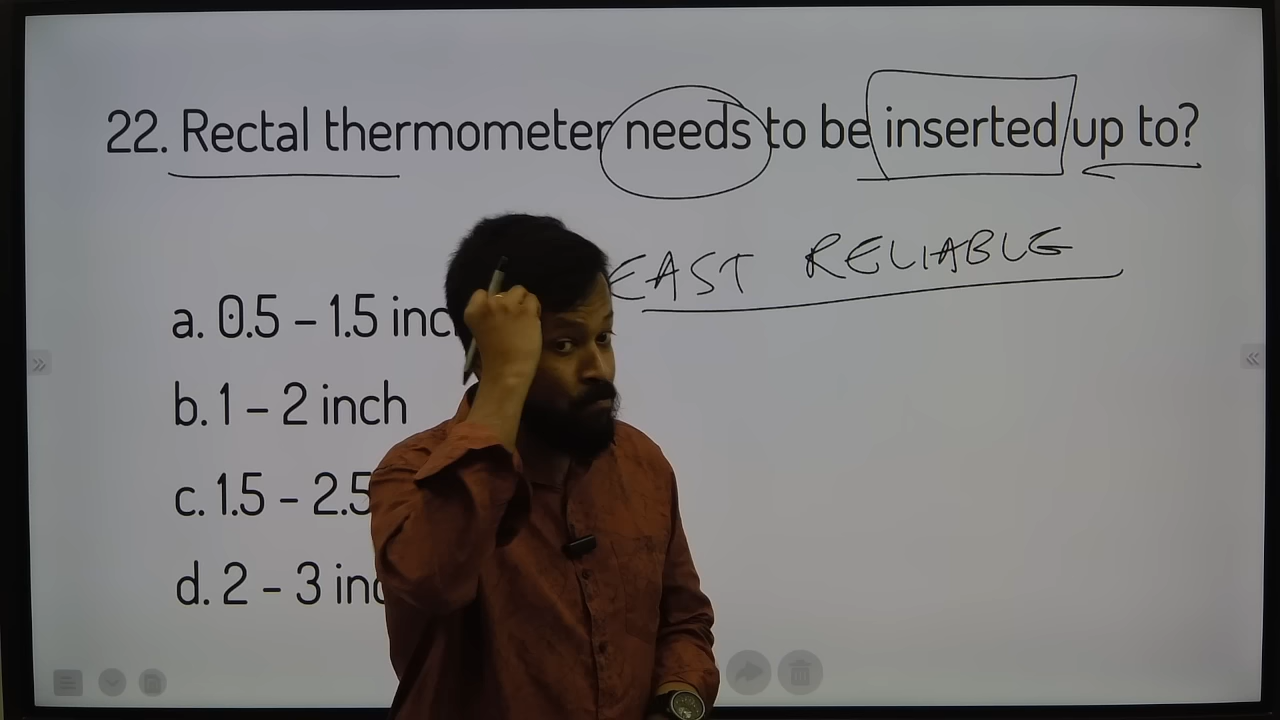 22. Rectal thermometer needs to be inserted up to?
EAST RELIABLE
a. 0.5 – 1.5 inc
b. 1 – 2 inch
c. 1.5 – 2.5
d. 2 – 3 inc